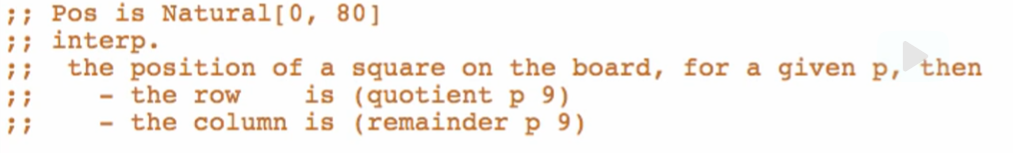 ;; Pos is Natural[0, 80]
;; interp.
;;  the position of a square on the board, for a given p, then
;;    - the row    is (quotient p 9)
;;    - the column is (remainder p 9)